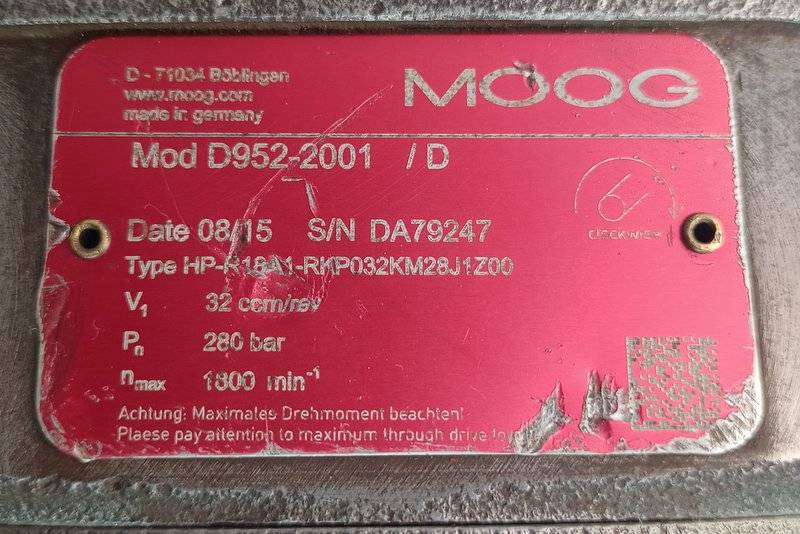 D - 71034 Böblingen
www.moog.com
made in germany
MOOG
Mod D952-2001 / D
clockwise
Date 08/15 S/N DA79247
Type HP-R18A1-RKP032KM28J1Z00
V1 32 ccm/rev
Pn 280 bar
nmax 1800 min-1
Achtung: Maximales Drehmoment beachten!
Plaese pay attention to maximum through drive